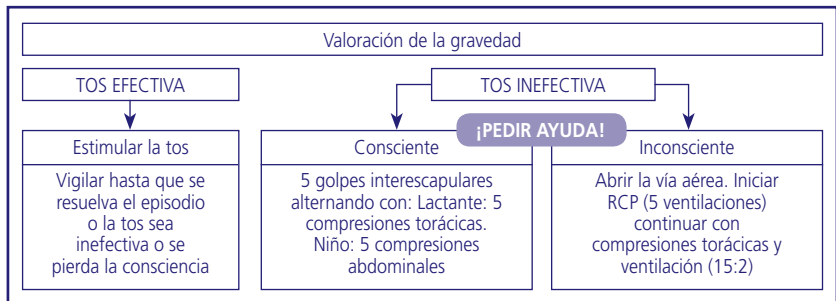 Valoración de la gravedad
TOS EFECTIVA
TOS INEFECTIVA
¡PEDIR AYUDA!
Estimular la tos
Vigilar hasta que se
resuelva el episodio
o la tos sea
inefectiva o se
pierda la consciencia
Consciente
5 golpes interescapulares
alternando con: Lactante: 5
compresiones torácicas.
Niño: 5 compresiones
abdominales
Inconsciente
Abrir la vía aérea. Iniciar
RCP (5 ventilaciones)
continuar con
compresiones torácicas y
ventilación (15:2)